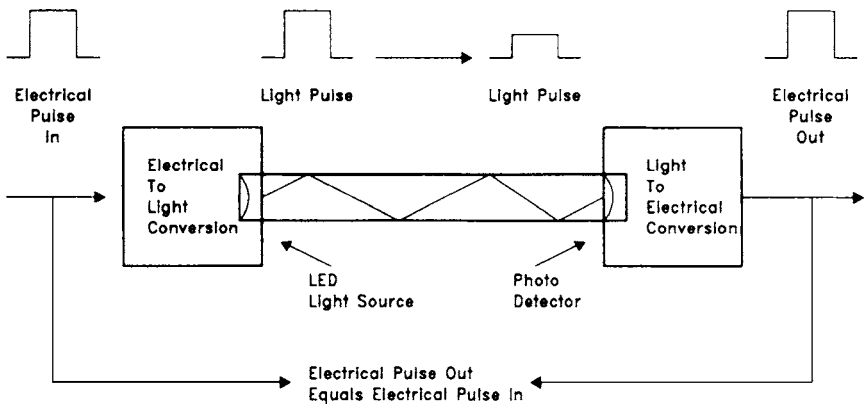 Electrical
Pulse
In
Light Pulse
Light Pulse
Electrical
Pulse
Out
Electrical
To
Light
Conversion
Light
To
Electrical
Conversion
LED
Light Source
Photo
Detector
Electrical Pulse Out
Equals Electrical Pulse In